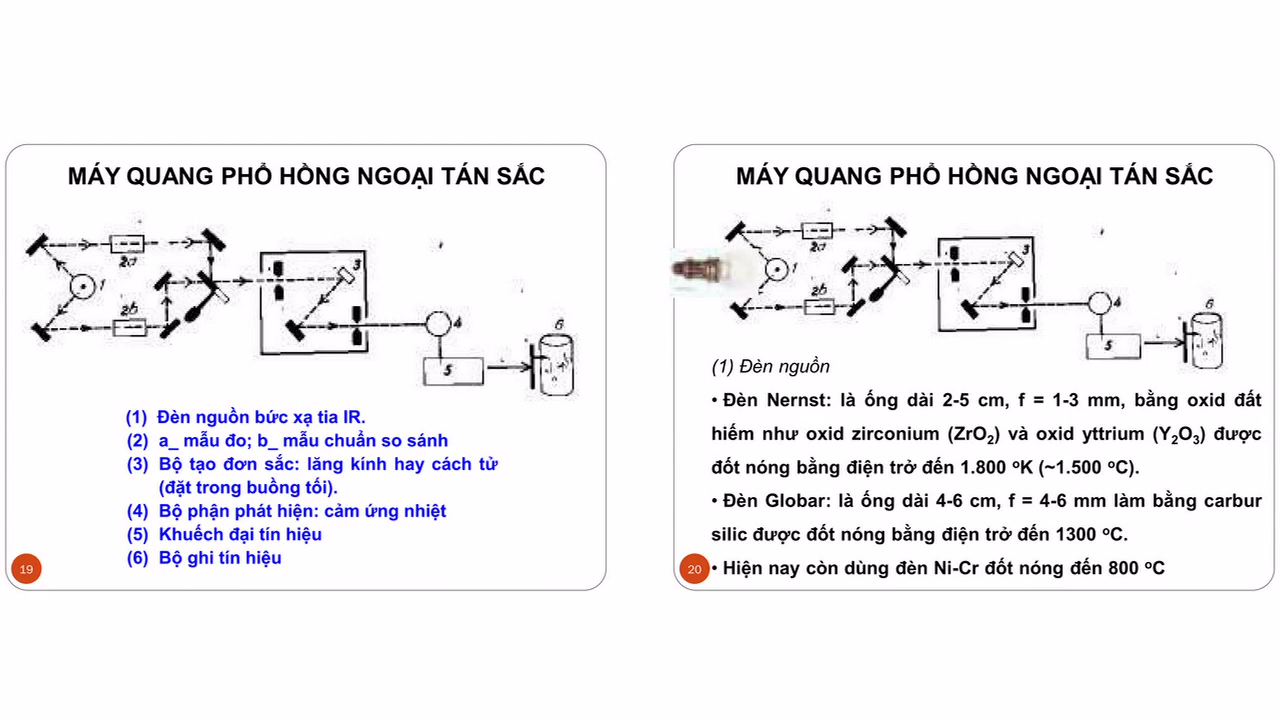 MÁY QUANG PHỔ HỒNG NGOẠI TÁN SẮC
2a
1
2b
3
4
5
6
(1) Đèn nguồn bức xạ tia IR.
(2) a_ mẫu đo; b_ mẫu chuẩn so sánh
(3) Bộ tạo đơn sắc: lăng kính hay cách tử
(đặt trong buồng tối).
(4) Bộ phận phát hiện: cảm ứng nhiệt
(5) Khuếch đại tín hiệu
(6) Bộ ghi tín hiệu
19
MÁY QUANG PHỔ HỒNG NGOẠI TÁN SẮC
2a
1
2b
3
4
5
6
(1) Đèn nguồn
• Đèn Nernst: là ống dài 2-5 cm, f = 1-3 mm, bằng oxid đất
hiếm như oxid zirconium (ZrO₂) và oxid yttrium (Y₂O₃) được
đốt nóng bằng điện trở đến 1.800 ᵒK (~1.500 ᵒC).
• Đèn Globar: là ống dài 4-6 cm, f = 4-6 mm làm bằng carbur
silic được đốt nóng bằng điện trở đến 1300 ᵒC.
• Hiện nay còn dùng đèn Ni-Cr đốt nóng đến 800 ᵒC
20